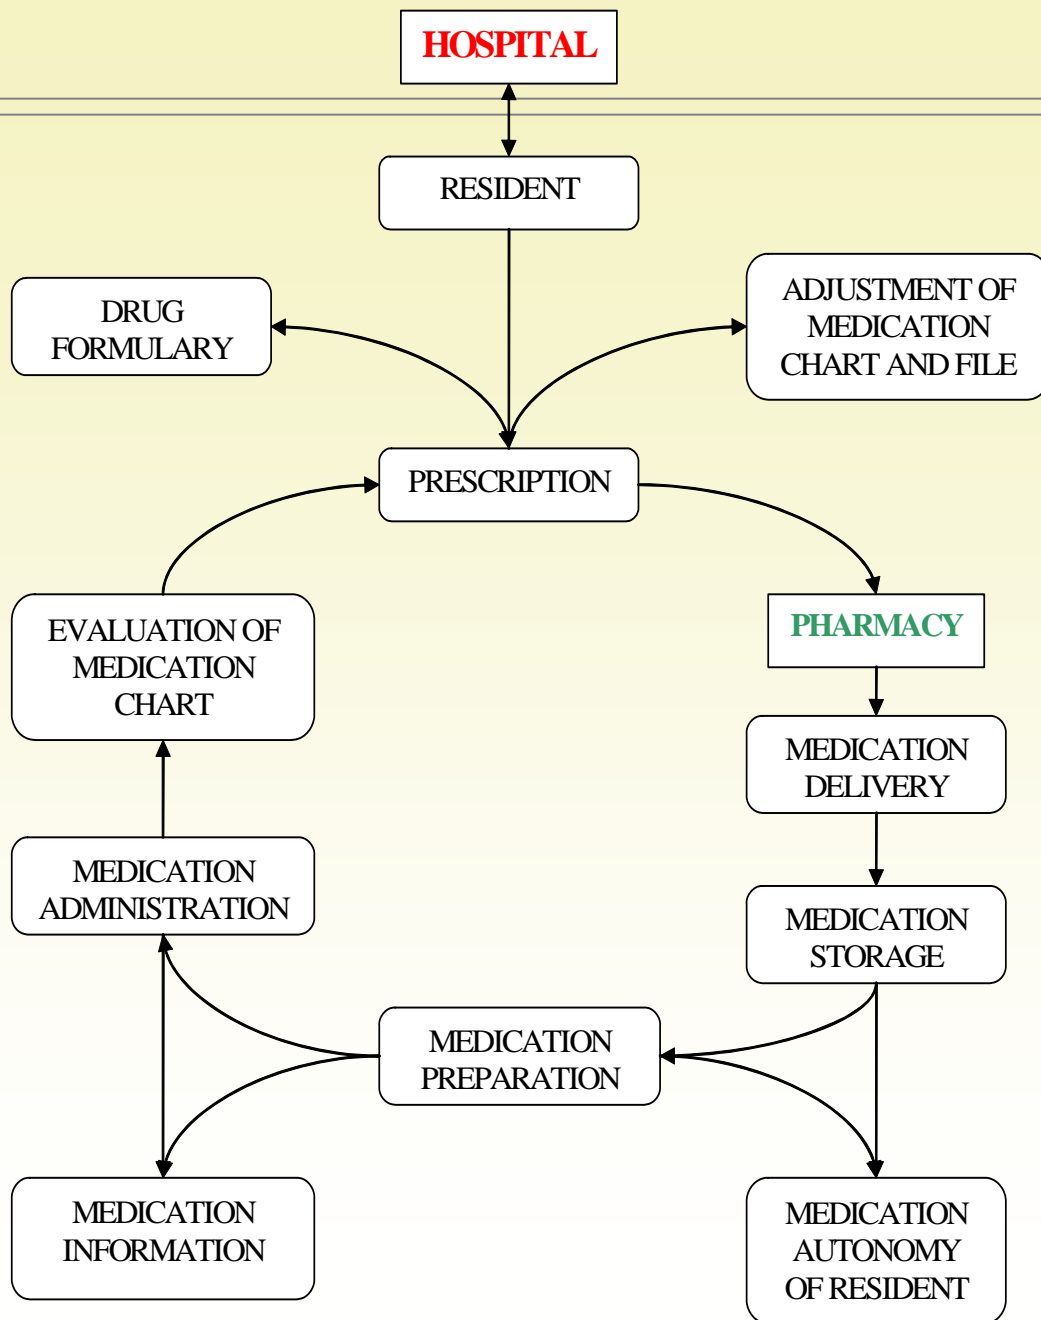 HOSPITAL
RESIDENT
DRUG
FORMULARY
ADJUSTMENT OF
MEDICATION
CHART AND FILE
PRESCRIPTION
EVALUATION OF
MEDICATION
CHART
PHARMACY
MEDICATION
DELIVERY
MEDICATION
ADMINISTRATION
MEDICATION
STORAGE
MEDICATION
PREPARATION
MEDICATION
INFORMATION
MEDICATION
AUTONOMY
OF RESIDENT